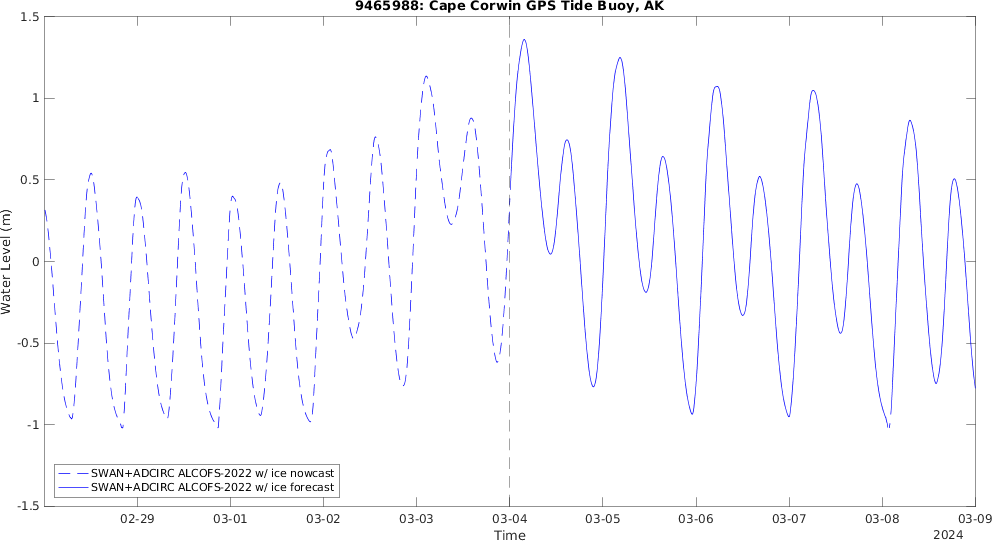 9465988: Cape Corwin GPS Tide Buoy, AK
1.5
1
0.5
0
-0.5
-1
-1.5
Water Level (m)
SWAN+ADCIRC ALCOFS-2022 w/ ice nowcast
SWAN+ADCIRC ALCOFS-2022 w/ ice forecast
02-29 03-01 03-02 03-03 03-04 03-05 03-06 03-07 03-08 03-09
Time
2024